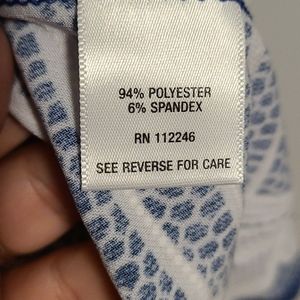 94% POLYESTER
6% SPANDEX
RN 112246
SEE REVERSE FOR CARE